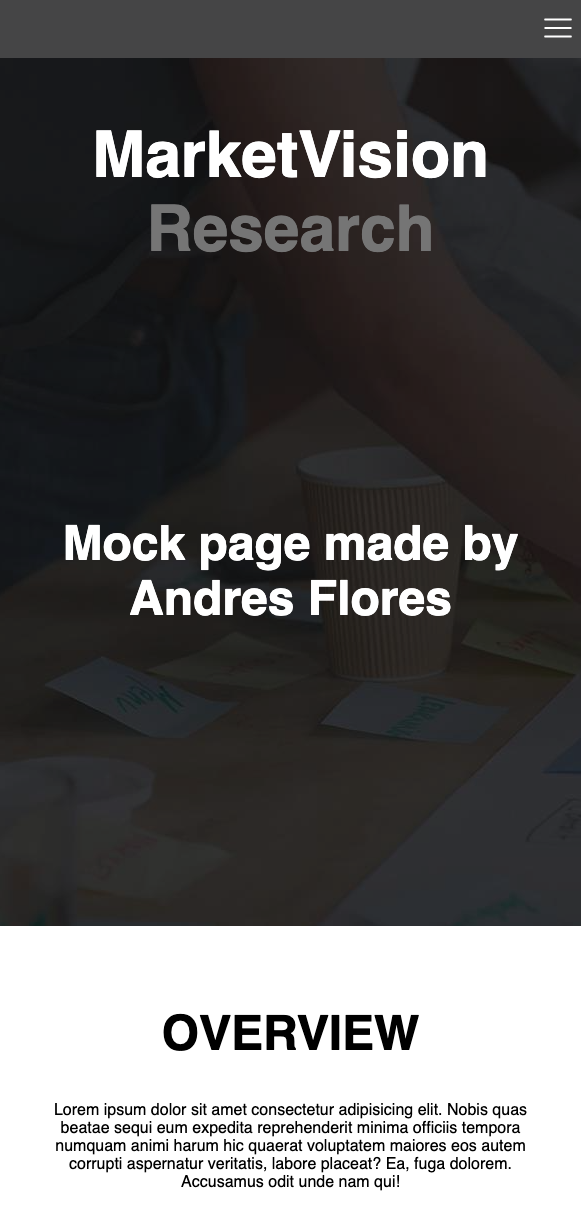 MarketVision
Research
Mock page made by
Andres Flores
Menu
OVERVIEW
Lorem ipsum dolor sit amet consectetur adipisicing elit. Nobis quas
beatae sequi eum expedita reprehenderit minima officiis tempora
numquam animi harum hic quaerat voluptatem maiores eos autem
corrupti aspernatur veritatis, labore placeat? Ea, fuga dolorem.
Accusamus odit unde nam qui!